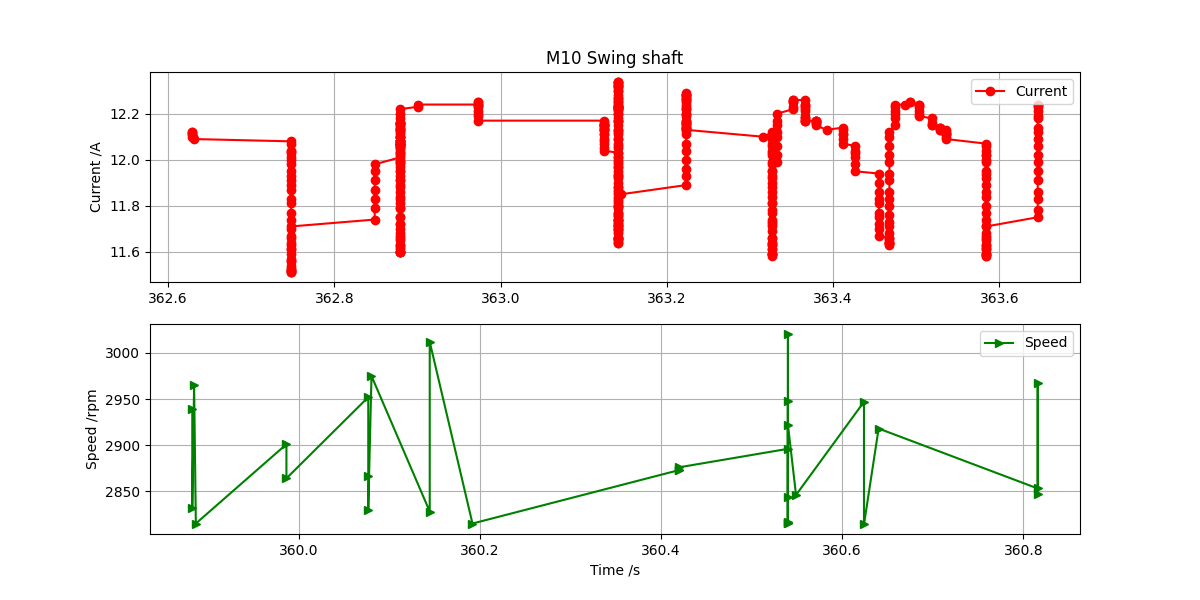 M10 Swing shaft
Current /A
12.2
12.0
11.8
11.6
Current
362.6 362.8 363.0 363.2 363.4 363.6
Speed /rpm
3000
2950
2900
2850
Speed
360.0 360.2 360.4 360.6 360.8
Time /s